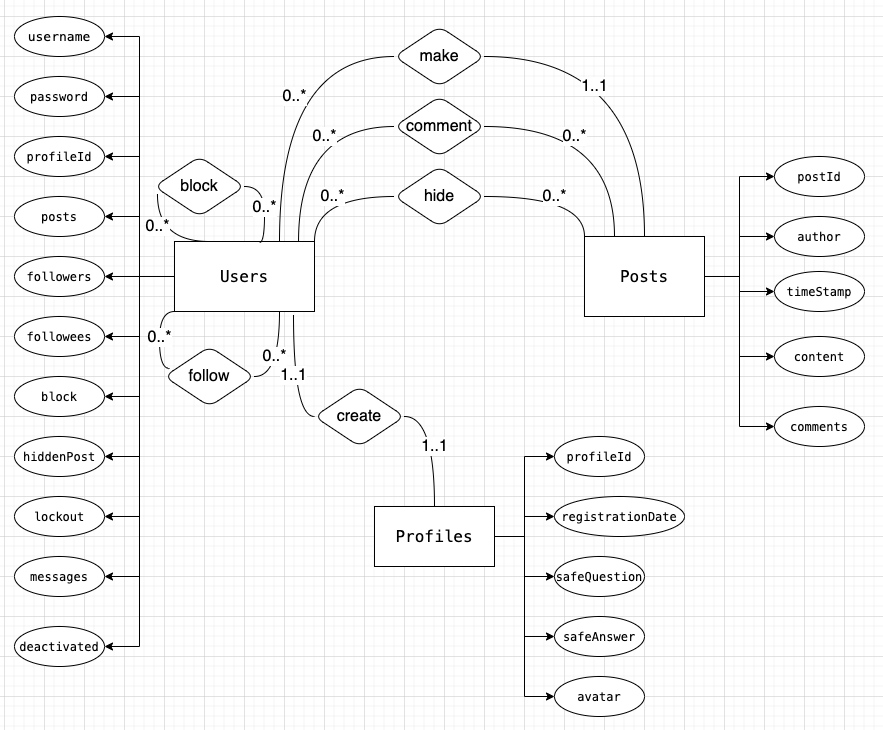 username
password
profileId
posts
followers
followees
block
hiddenPost
lockout
messages
deactivated
block
0..*
0..*
Users
0..*
0..*
follow
make
0..*
1..1
comment
0..*
0..*
hide
0..*
0..*
Posts
postId
author
timeStamp
content
comments
1..1
create
1..1
Profiles
profileId
registrationDate
safeQuestion
safeAnswer
avatar